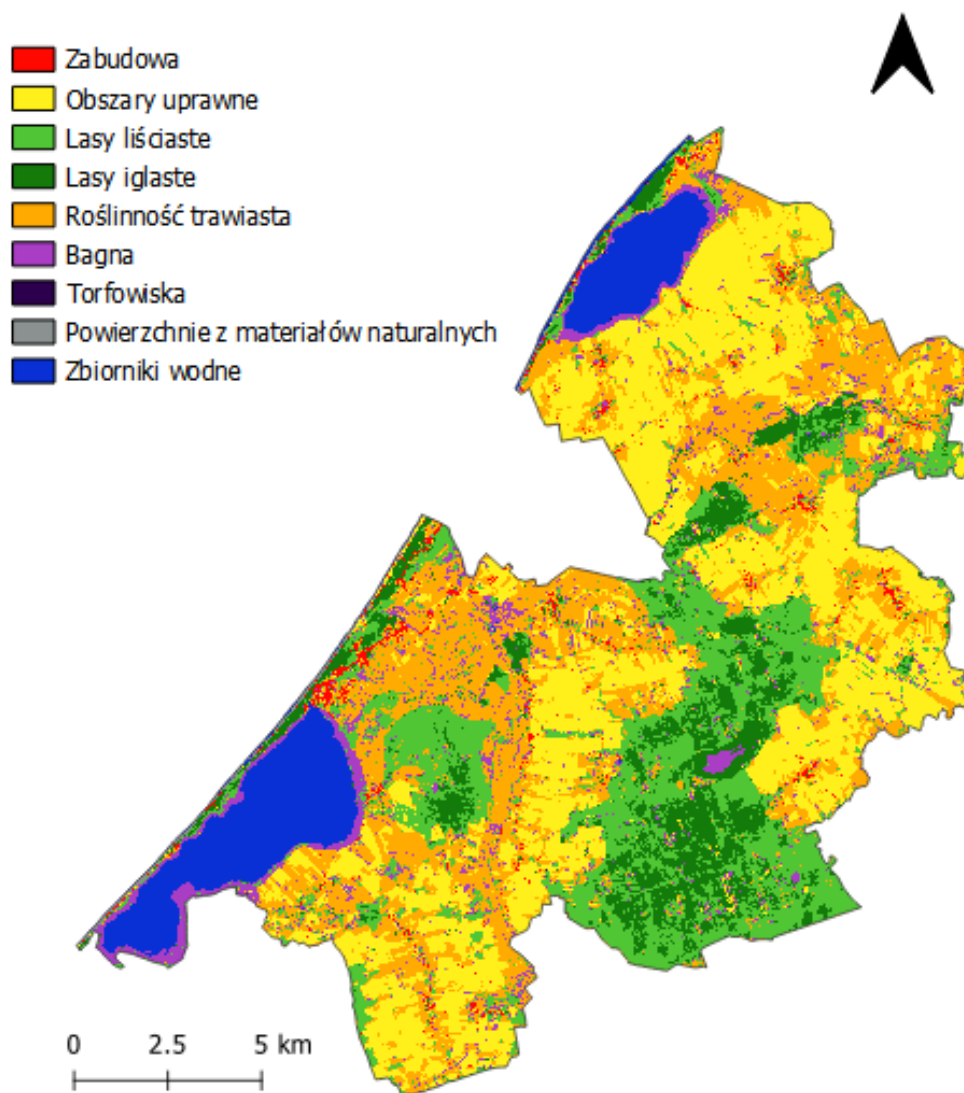 Zabudowa
Obszary uprawne
Lasy liściaste
Lasy iglaste
Roślinność trawiasta
Bagna
Torfowiska
Powierzchnie z materiałów naturalnych
Zbiorniki wodne
0 2.5 5 km